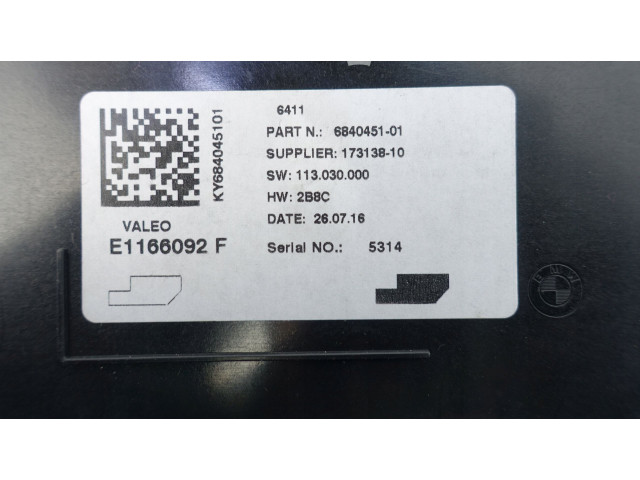 6411
PART N.: 6840451-01
SUPPLIER: 173138-10
SW: 113.030.000
HW: 2B8C
DATE: 26.07.16
Serial NO.: 5314
KY684045101
VALEO
E1166092 F
BMW